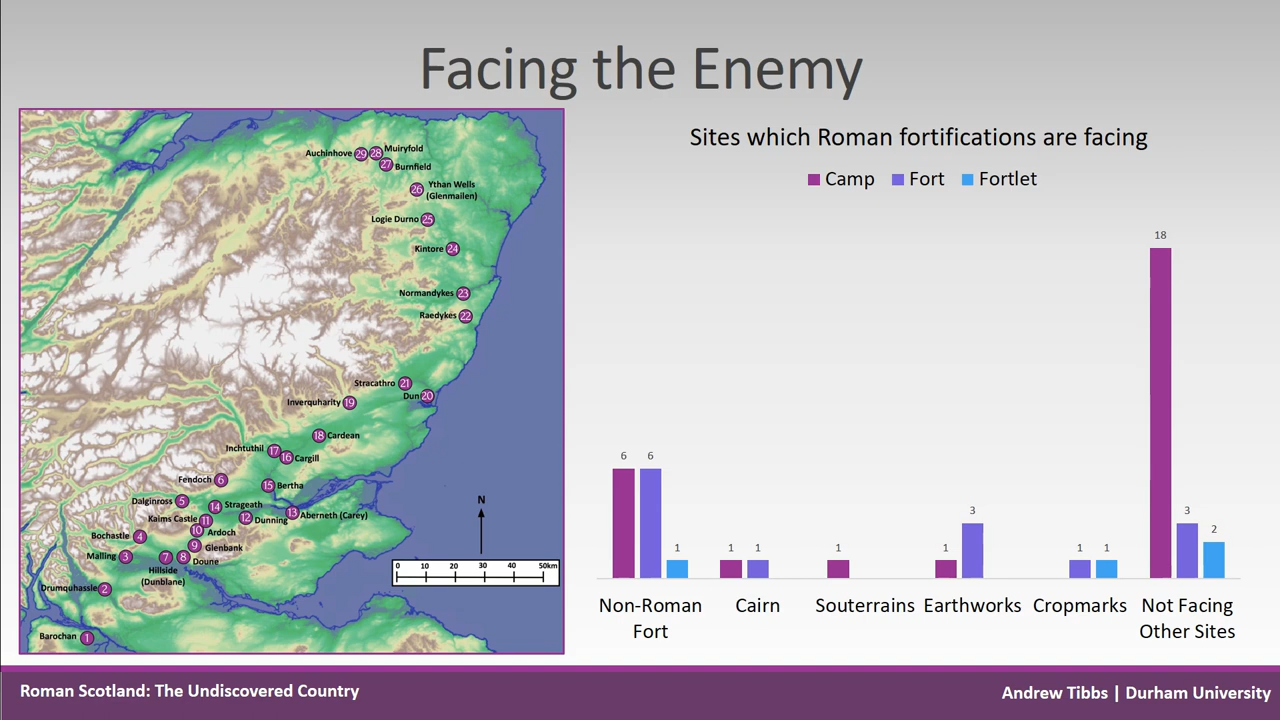 Facing the Enemy
Auchinhove 29 28 Muiryfold
27 Burnfield
26 Ythan Wells
(Glenmailen)
Logie Durno 25
Kintore 24
Normandykes 23
Raedykes 22
Stracathro 21
Dun 20
Inverquharity 19
18 Cardean
Inchtuthil 17
16 Cargill
Fendoch 6
15 Bertha
Dalginross 5
14 Strageath
13 Aberneth (Carey)
Kaims Castle 11
12 Dunning
10 Ardoch
Bochastle 4
9 Glenbank
Malling 3
7 8 Doune
Hillside
(Dunblane)
Drumquhassle 2
Barochan 1
N
0 10 20 30 40 50km
Sites which Roman fortifications are facing
Camp Fort Fortlet
18
6 6 1
1 1
1
1 3
1 1
3 2
Non-Roman Cairn Souterrains Earthworks Cropmarks Not Facing
Fort Other Sites
Roman Scotland: The Undiscovered Country
Andrew Tibbs | Durham University